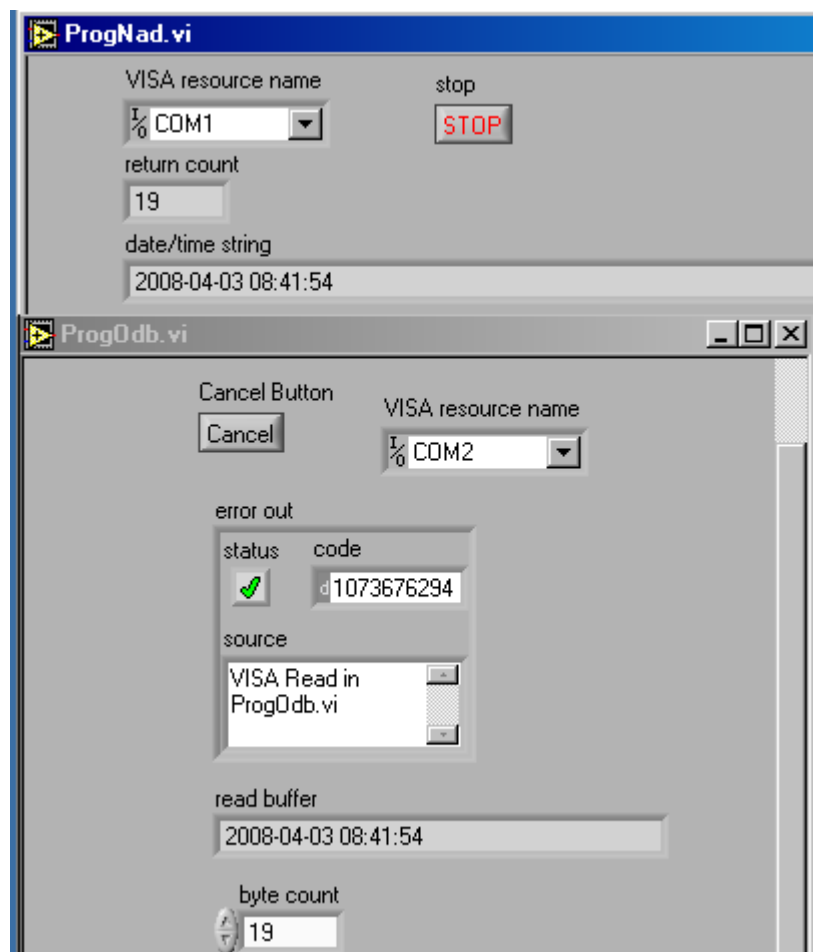 ProgNad.vi
VISA resource name
stop
I/O COM1
STOP
return count
19
date/time string
2008-04-03 08:41:54
ProgOdb.vi
Cancel Button
VISA resource name
Cancel
I/O COM2
error out
status code
d 1073676294
source
VISA Read in
ProgOdb.vi
read buffer
2008-04-03 08:41:54
byte count
19